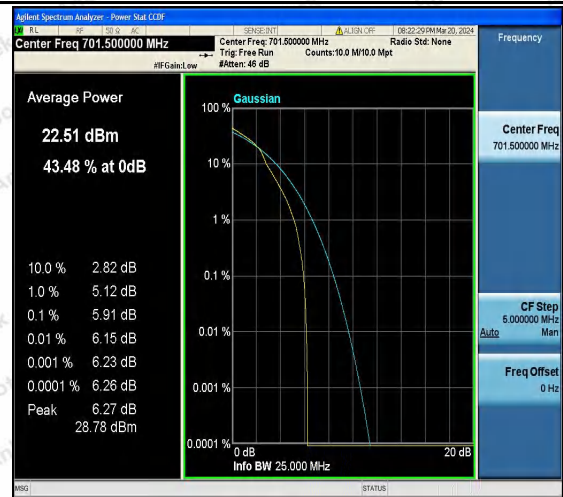 Agilent Spectrum Analyzer - Power Stat CCDF
RL RF 50 Ω AC SENSE:INT ALIGN OFF 08:22:29 PM Mar 20, 2024
Center Freq 701.500000 MHz
Center Freq: 701.500000 MHz Radio Std: None
Trig: Free Run Counts:10.0 M/10.0 Mpt
#IFGain:Low #Atten: 46 dB
Frequency
Average Power
22.51 dBm
43.48 % at 0dB
10.0 % 2.82 dB
1.0 % 5.12 dB
0.1 % 5.91 dB
0.01 % 6.15 dB
0.001 % 6.23 dB
0.0001 % 6.26 dB
Peak 6.27 dB
28.78 dBm
Gaussian
100 %
10 %
1 %
0.1 %
0.01 %
0.001 %
0.0001 %
0 dB 20 dB
Info BW 25.000 MHz
Center Freq
701.500000 MHz
CF Step
5.000000 MHz
Auto Man
Freq Offset
0 Hz
MSG STATUS